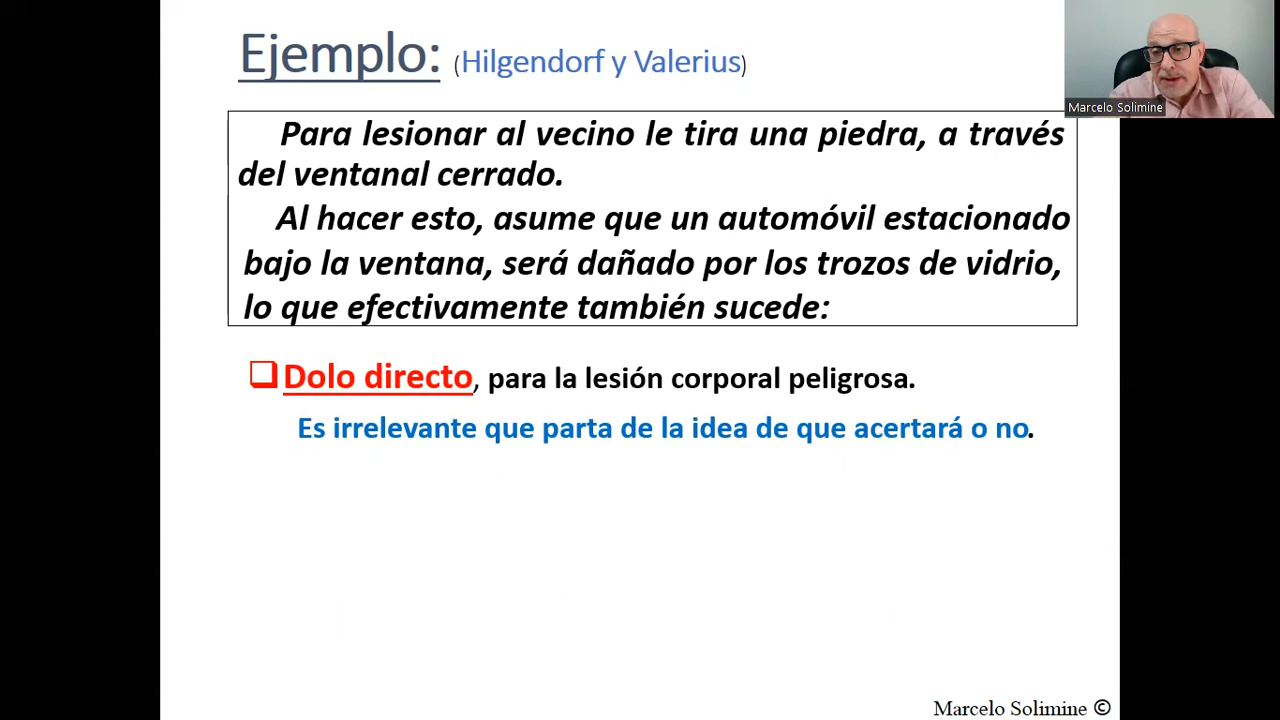 Ejemplo: (Hilgendorf y Valerius)
Marcelo Solimine
Para lesionar al vecino le tira una piedra, a través
del ventanal cerrado.
Al hacer esto, asume que un automóvil estacionado
bajo la ventana, será dañado por los trozos de vidrio,
lo que efectivamente también sucede:
❑ Dolo directo, para la lesión corporal peligrosa.
Es irrelevante que parta de la idea de que acertará o no.
Marcelo Solimine ©